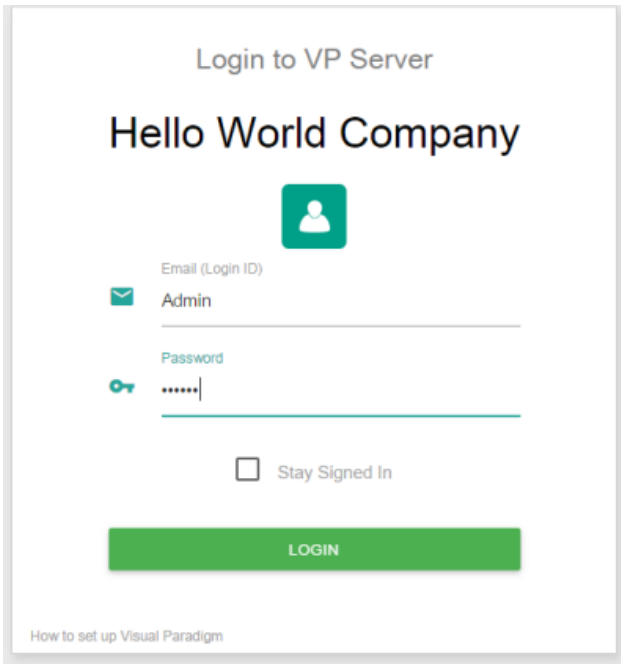 Login to VP Server
Hello World Company
Email (Login ID)
Admin
Password
••••••
Stay Signed In
LOGIN
How to set up Visual Paradigm